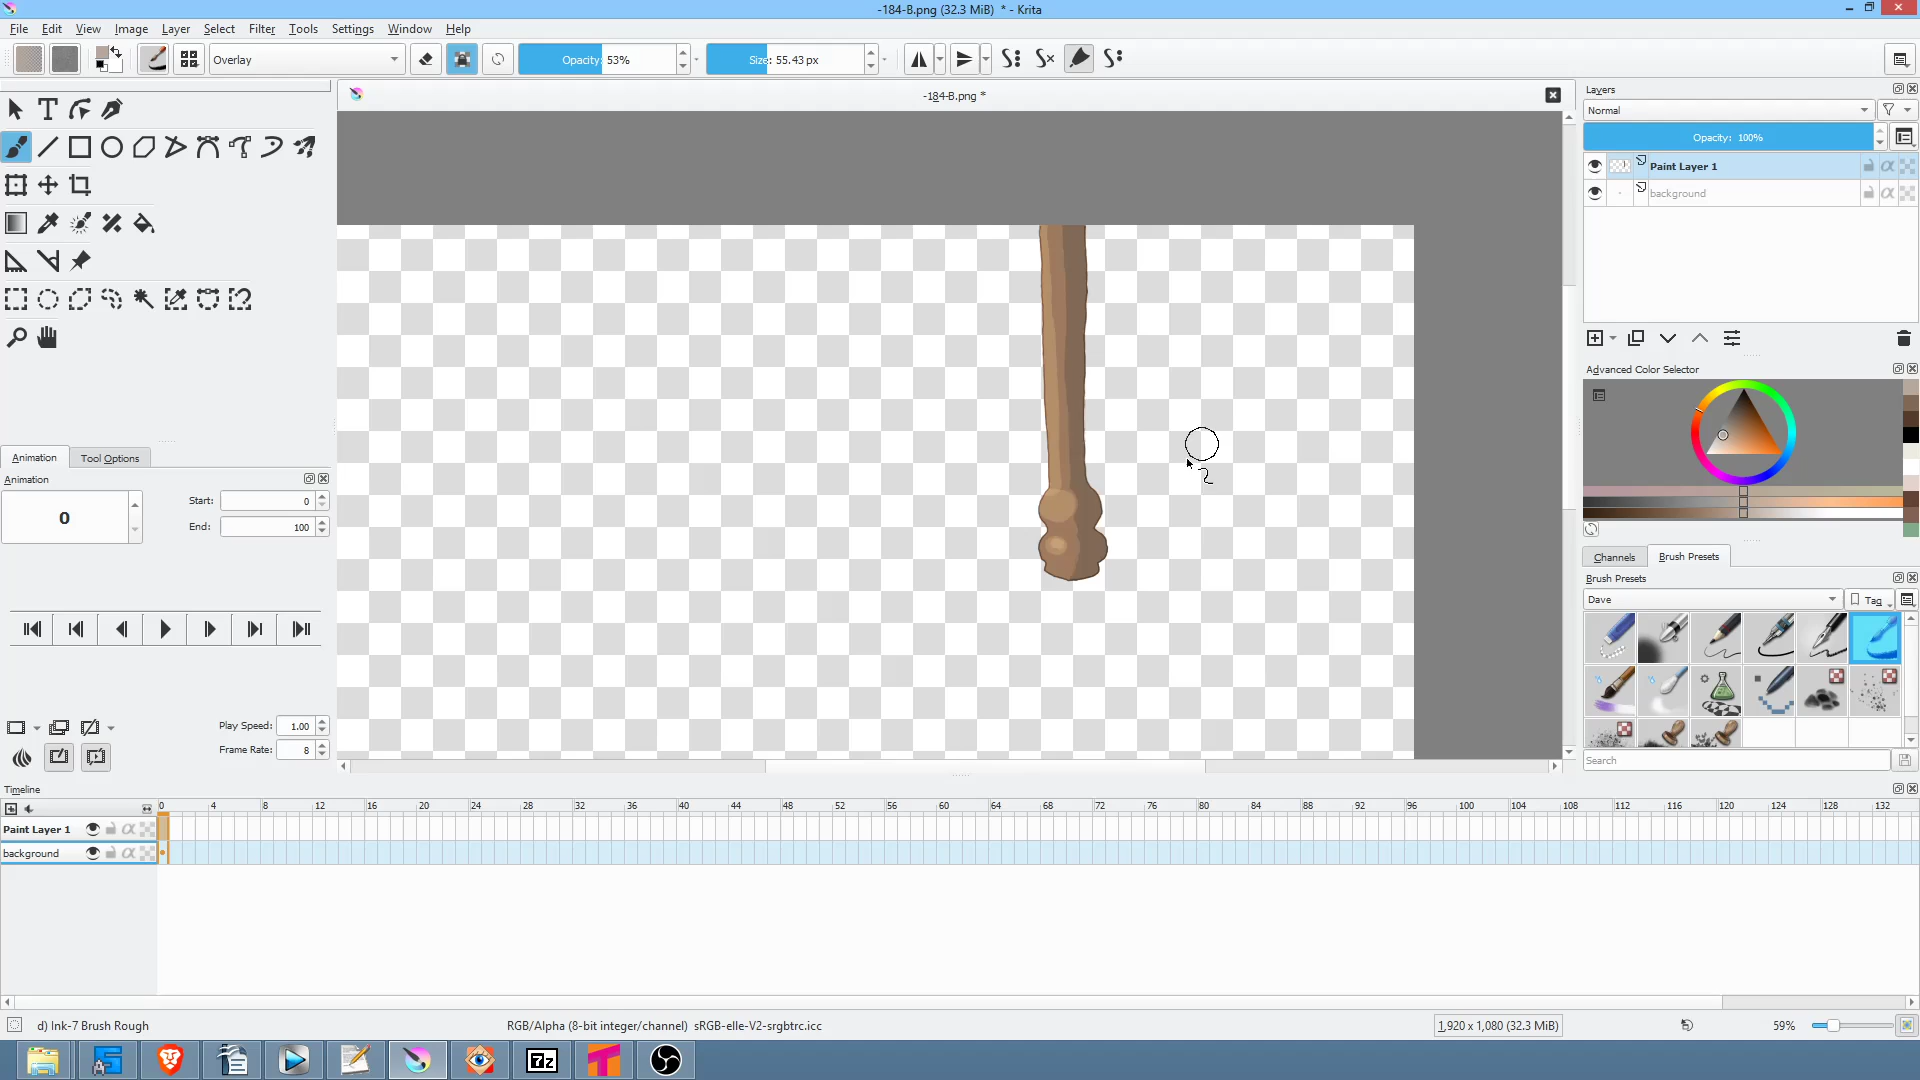 -184-B.png (32.3 MiB)  * - Krita
File Edit View Image Layer Select Filter Tools Settings Window Help
Overlay Opacity: 53% Size: 55.43 px
-184-B.png *
Layers
Normal
Opacity: 100%
Paint Layer 1
background
Advanced Color Selector
Animation Tool Options
Animation
0 Start: 0
End: 100
Channels Brush Presets
Brush Presets
Dave Tag
Play Speed: 1.00
Frame Rate: 8
Search
Timeline
0 4 8 12 16 20 24 28 32 36 40 44 48 52 56 60 64 68 72 76 80 84 88 92 96 100 104 108 112 116 120 124 128 132
Paint Layer 1
background
d) Ink-7 Brush Rough RGB/Alpha (8-bit integer/channel) sRGB-elle-V2-srgbtrc.icc 1,920 x 1,080 (32.3 MiB) 59%
7z